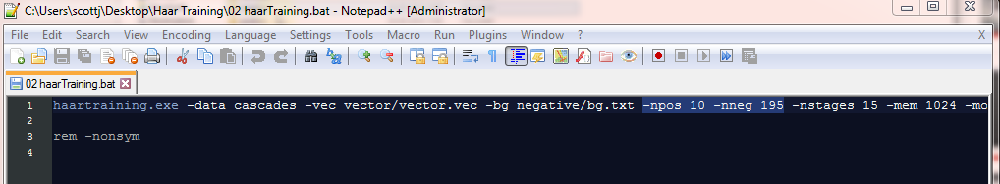 C:\Users\scottj\Desktop\Haar Training\02 haarTraining.bat - Notepad++ [Administrator]
File Edit Search View Encoding Language Settings Tools Macro Run Plugins Window ? X
02 haarTraining.bat
1 haartraining.exe -data cascades -vec vector/vector.vec -bg negative/bg.txt -npos 10 -nneg 195 -nstages 15 -mem 1024 -mo
2
3 rem -nonsym
4